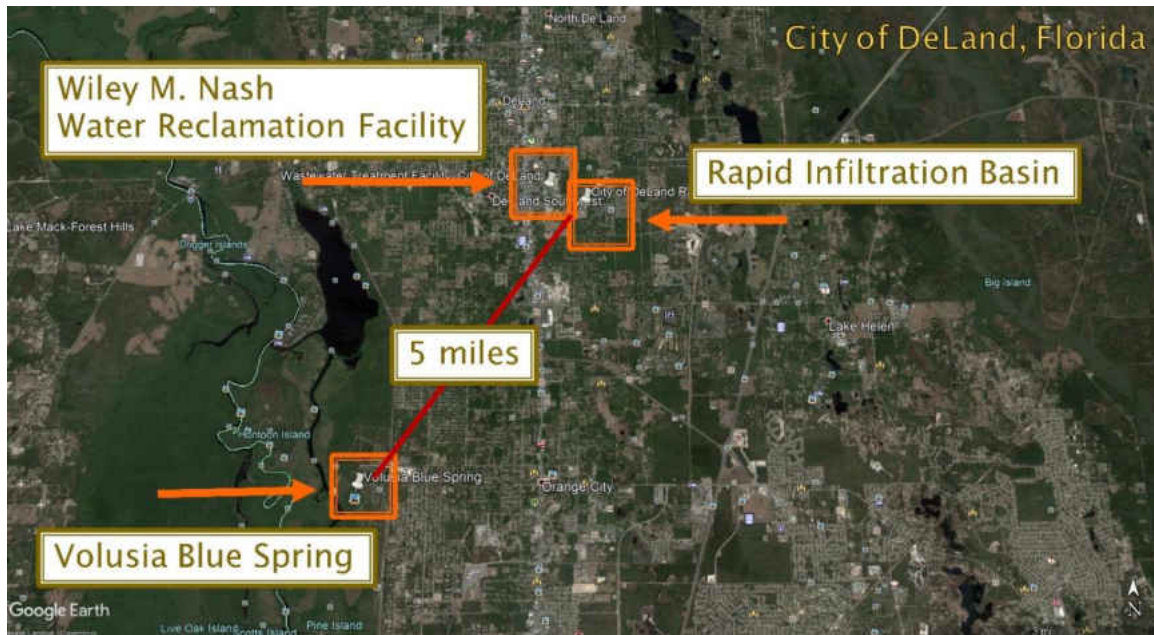 North De Land
City of DeLand, Florida
Wiley M. Nash
Water Reclamation Facility
DeLand
Rapid Infiltration Basin
Wastewater Treatment Facility City of DeLand
City of DeLand R
DeLand Southwest
Lake Mack-Forest Hills
Big Island
Lake Helen
5 miles
Hontoon Island
Volusia Blue Spring
Orange City
Volusia Blue Spring
Google Earth
Live Oak Island
Pine Island
N